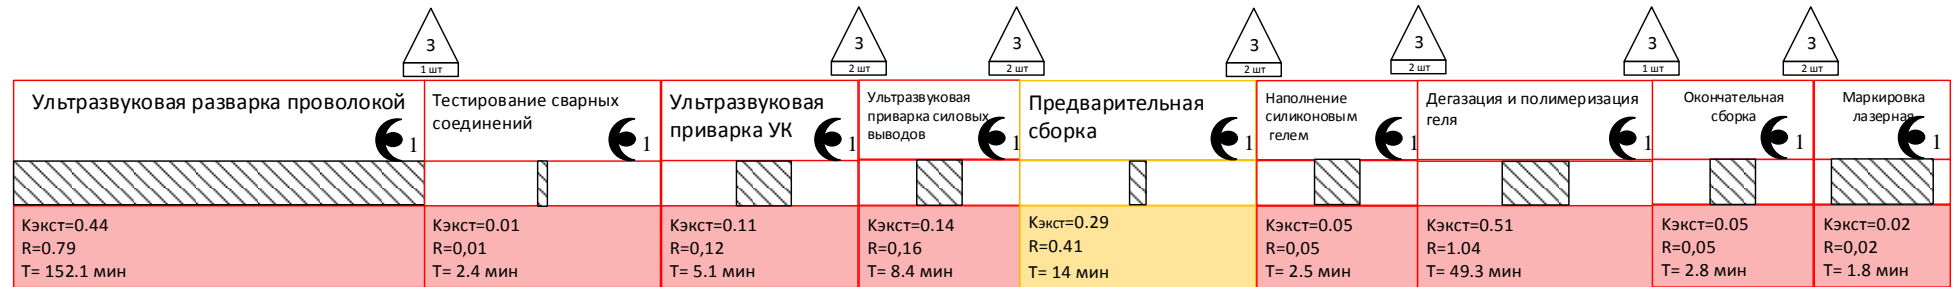 3
1 шт
3
2 шт
3
2 шт
3
2 шт
3
2 шт
3
1 шт
3
2 шт
Ультразвуковая разварка проволокой
1
Кэкст=0.44
R=0.79
Т= 152.1 мин
Тестирование сварных
соединений
1
Кэкст=0.01
R=0,01
Т= 2.4 мин
Ультразвуковая
приварка УК
1
Кэкст=0.11
R=0,12
Т= 5.1 мин
Ультразвуковая
приварка силовых
выводов
1
Кэкст=0.14
R=0,16
Т= 8.4 мин
Предварительная
сборка
1
Кэкст=0.29
R=0.41
Т= 14 мин
Наполнение
силиконовым
гелем
1
Кэкст=0.05
R=0,05
Т= 2.5 мин
Дегазация и полимеризация
геля
1
Кэкст=0.51
R=1.04
Т= 49.3 мин
Окончательная
сборка
1
Кэкст=0.05
R=0,05
Т= 2.8 мин
Маркировка
лазерная
1
Кэкст=0.02
R=0,02
Т= 1.8 мин